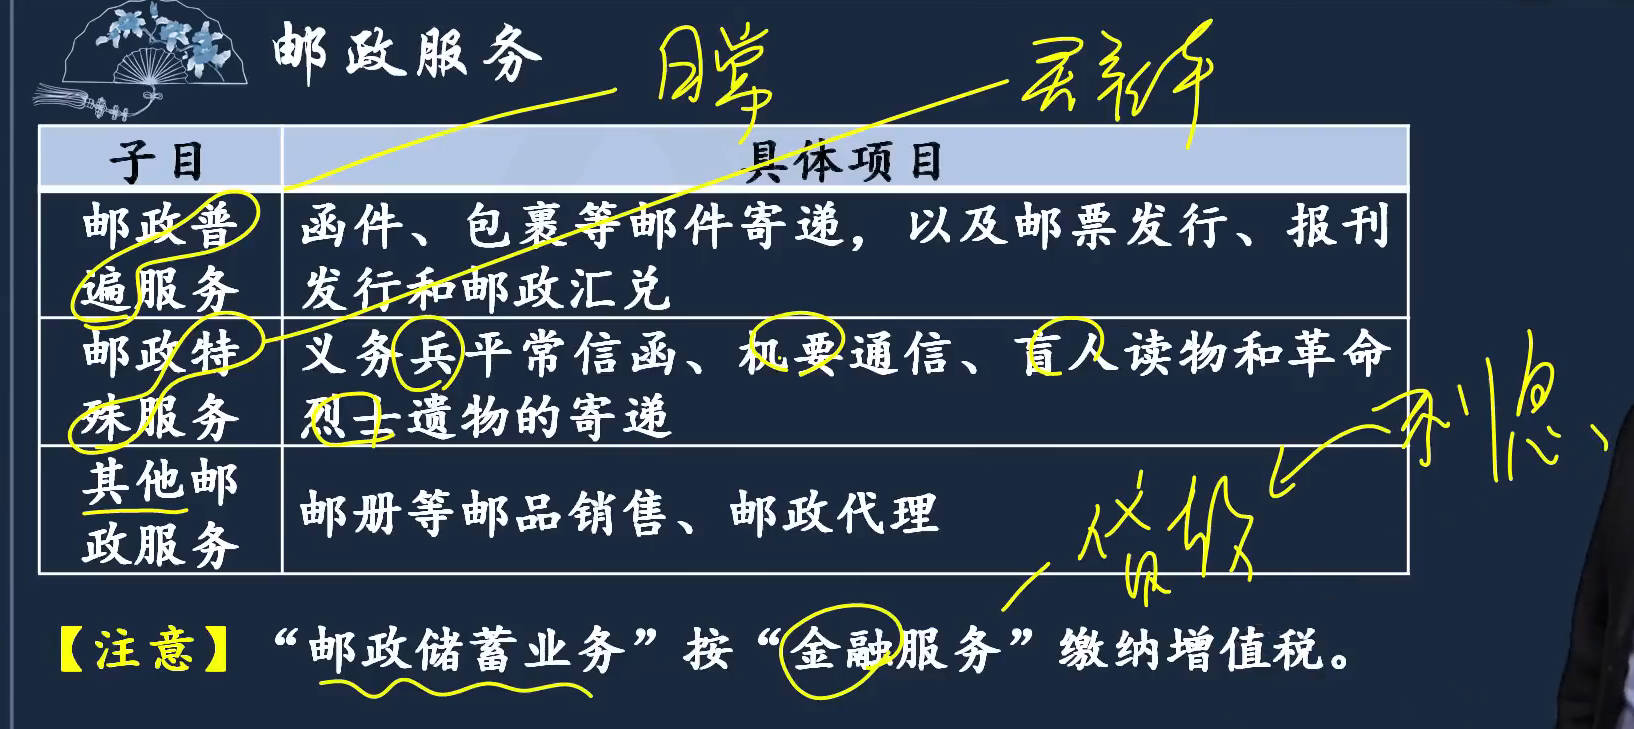 邮政服务
日常
子目 具体项目
邮政普
遍服务
函件、包裹等邮件寄递，以及邮票发行、报刊
发行和邮政汇兑
邮政特
殊服务
义务兵平常信函、机要通信、盲人读物和革命
烈士遗物的寄递
其他邮
政服务
邮册等邮品销售、邮政代理
利息、
贷款
【注意】“邮政储蓄业务”按“金融服务”缴纳增值税。